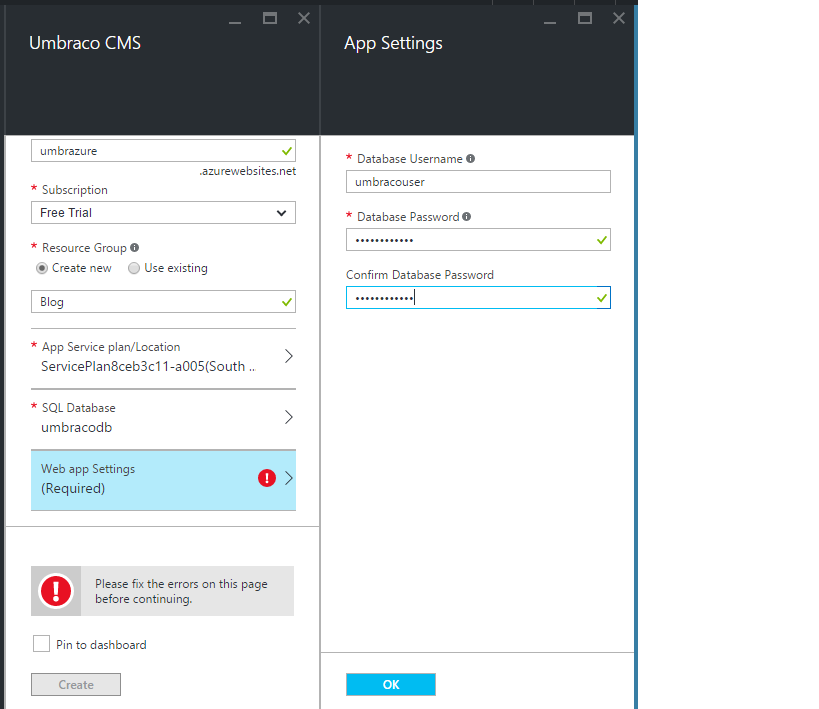 Umbraco CMS
umbrazure
.azurewebsites.net
* Subscription
Free Trial
* Resource Group
Create new Use existing
Blog
* App Service plan/Location
ServicePlan8ceb3c11-a005(South ..
* SQL Database
umbracodb
Web app Settings
(Required)
Please fix the errors on this page
before continuing.
Pin to dashboard
Create
App Settings
* Database Username
umbracouser
* Database Password
••••••••••••
Confirm Database Password
••••••••••••
OK